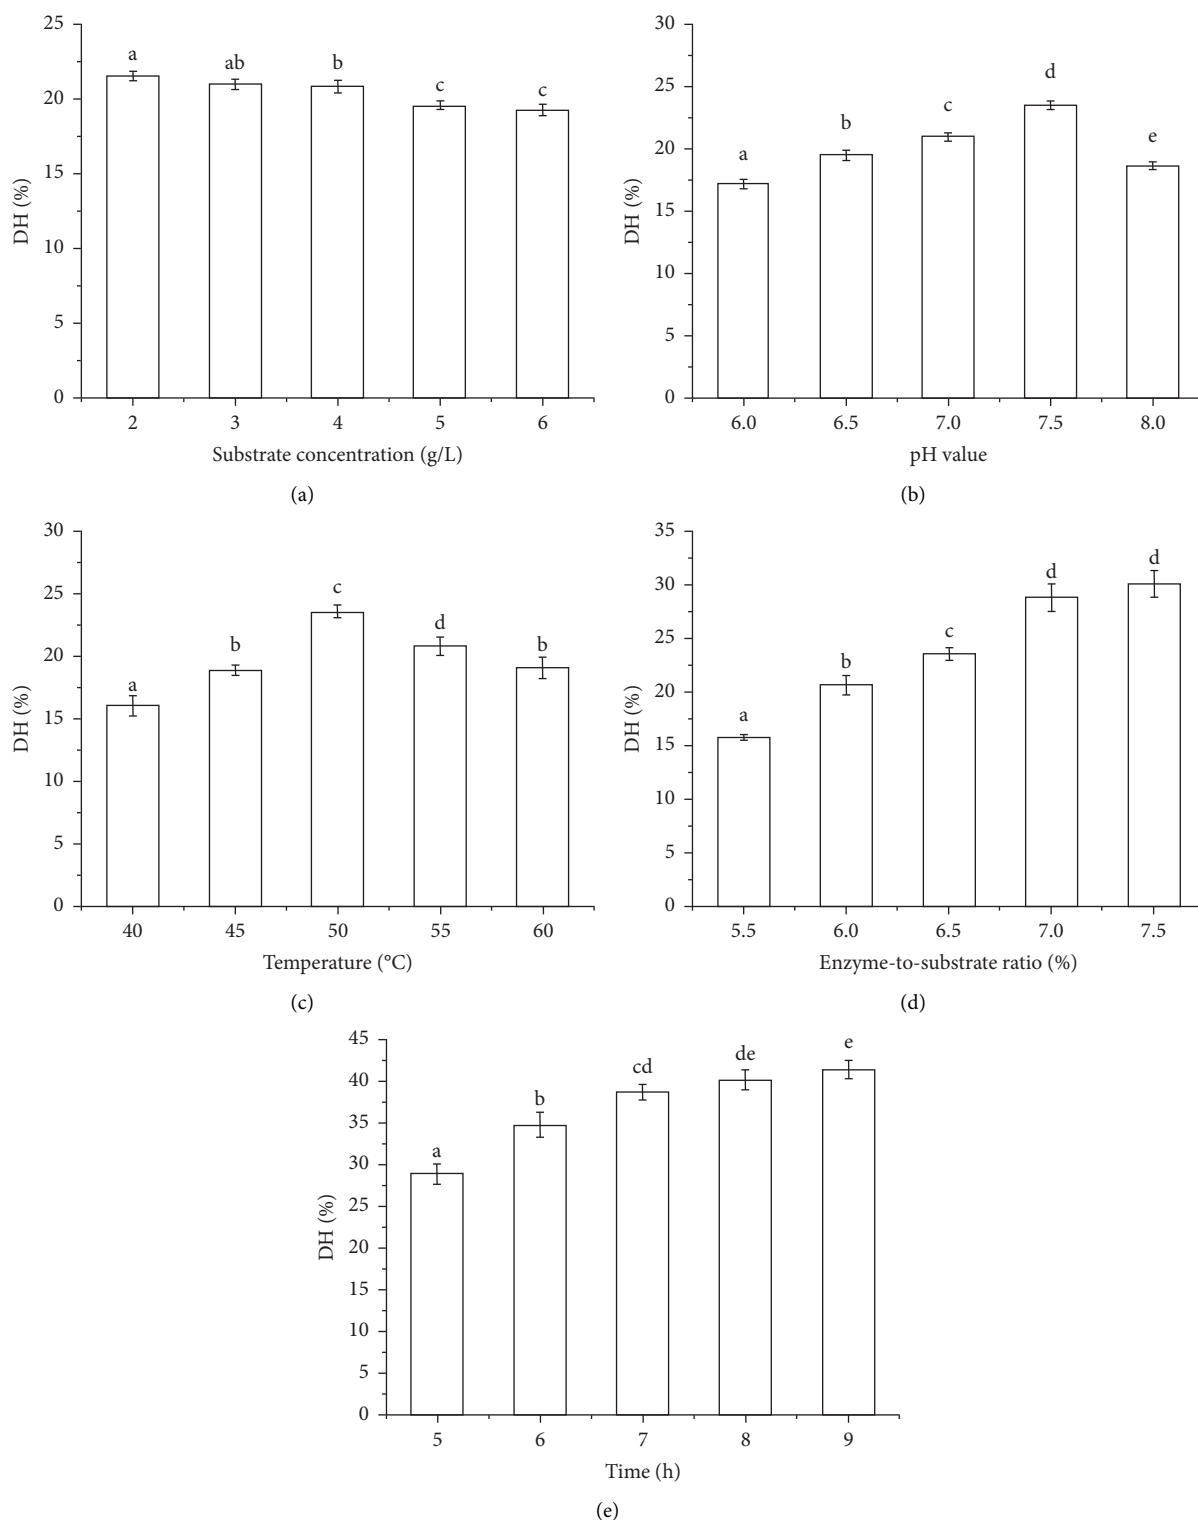 25
20
15
10
5
0
DH (%)
a
ab
b
c
c
2 3 4 5 6
Substrate concentration (g/L)
(a)
30
25
20
15
10
5
0
DH (%)
a
b
c
d
e
6.0 6.5 7.0 7.5 8.0
pH value
(b)
30
25
20
15
10
5
0
DH (%)
a
b
c
d
b
40 45 50 55 60
Temperature (°C)
(c)
35
30
25
20
15
10
5
0
DH (%)
a
b
c
d
d
5.5 6.0 6.5 7.0 7.5
Enzyme-to-substrate ratio (%)
(d)
45
40
35
30
25
20
15
10
5
0
DH (%)
a
b
cd
de
e
5 6 7 8 9
Time (h)
(e)